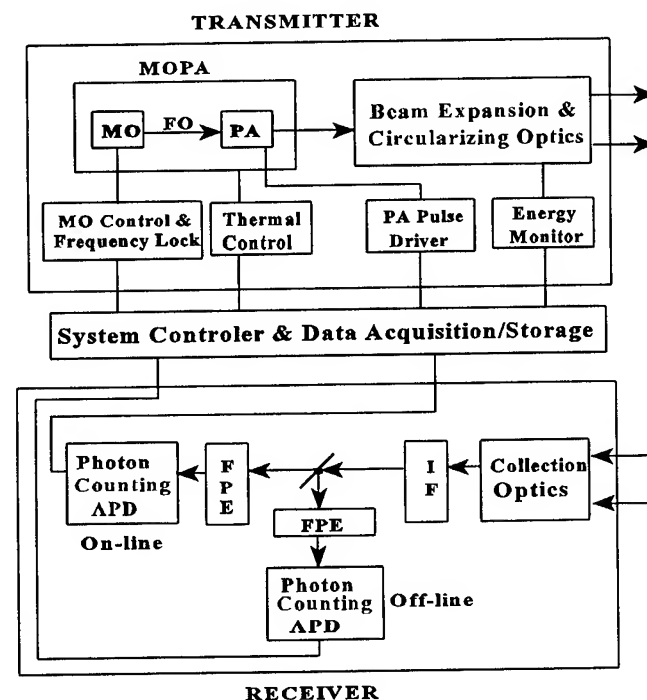 TRANSMITTER
MOPA
MO
FO
PA
Beam Expansion &
Circularizing Optics
MO Control &
Frequency Lock
Thermal
Control
PA Pulse
Driver
Energy
Monitor
System Controler & Data Acquisition/Storage
Photon
Counting
APD
On-line
F
P
E
I
F
Collection
Optics
FPE
Photon
Counting
APD
Off-line
RECEIVER